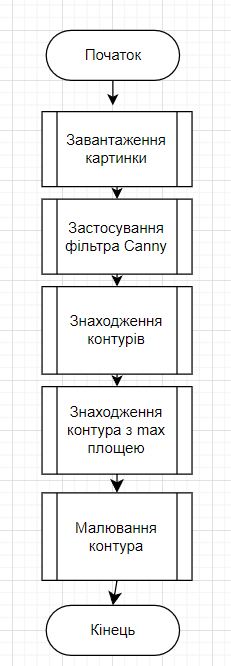 Початок
Завантаження
картинки
Застосування
фільтра Canny
Знаходження
контурів
Знаходження
контура з max
площею
Малювання
контура
Кінець